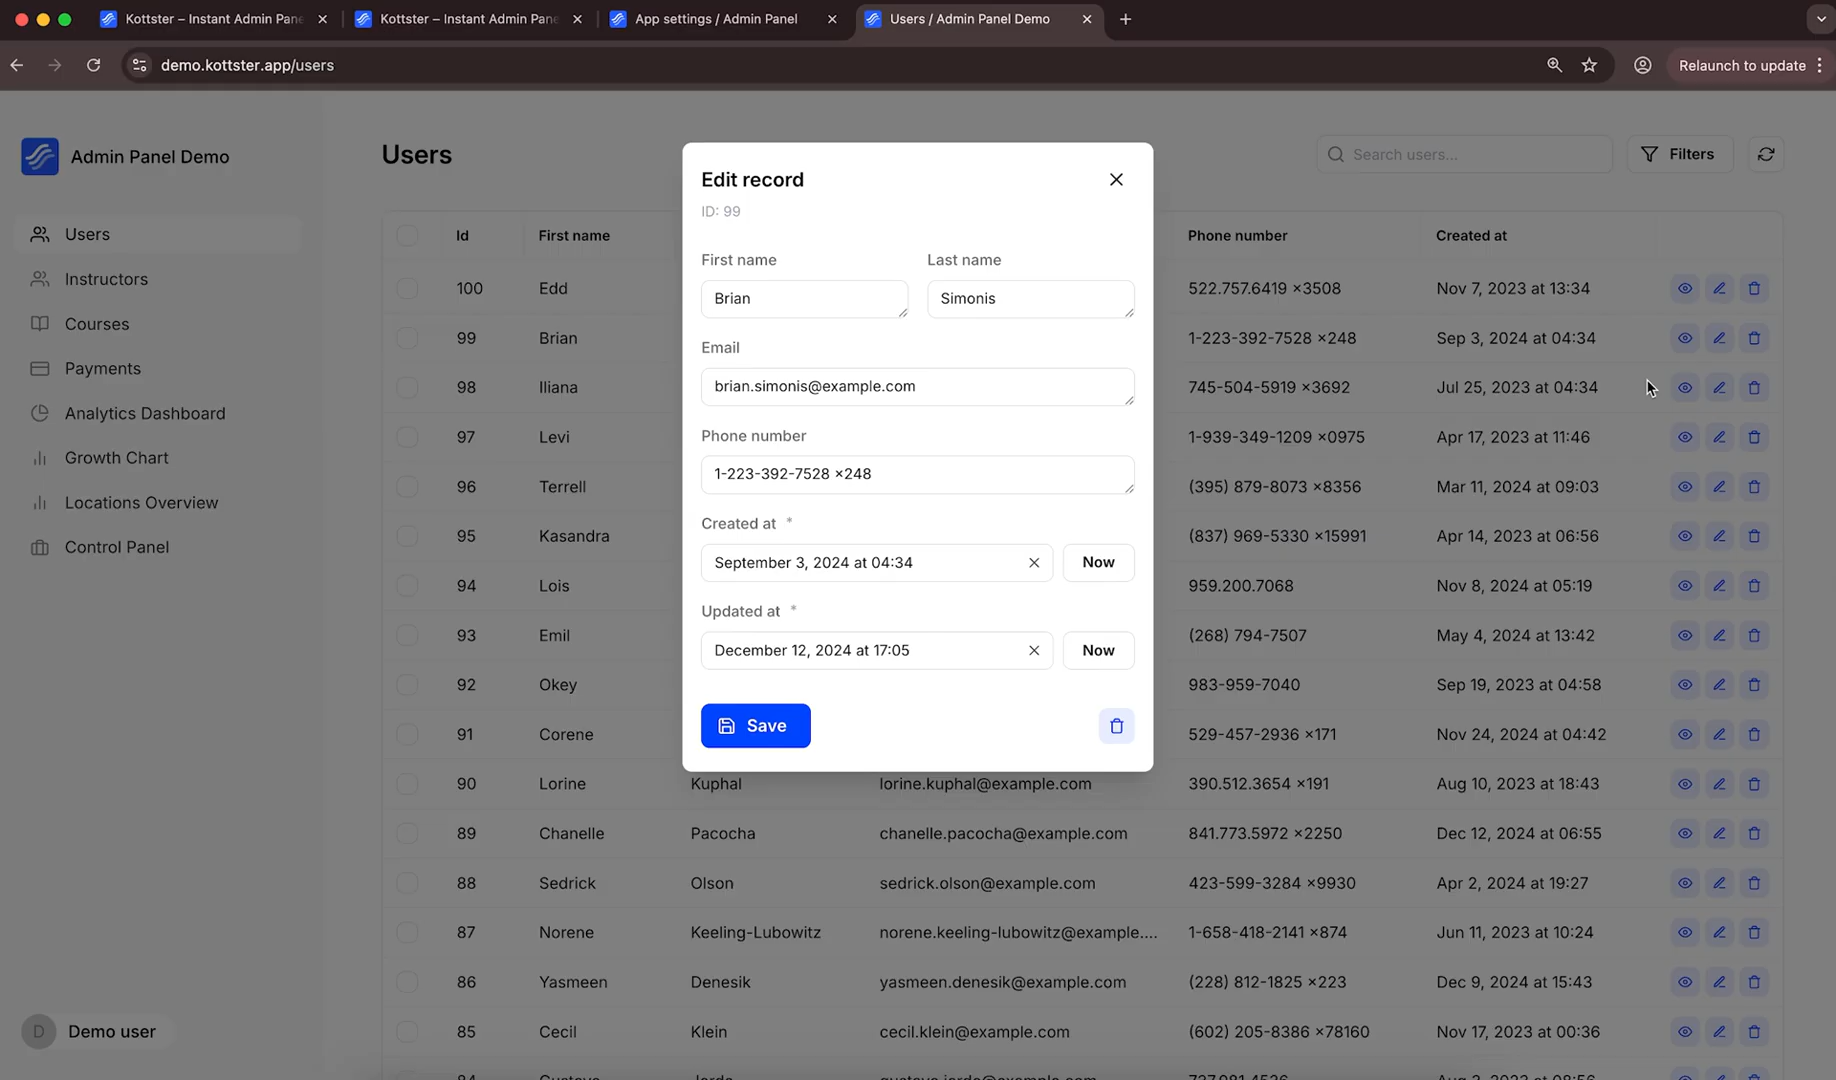 Kottster – Instant Admin Pane
Kottster – Instant Admin Pane
App settings / Admin Panel
Users / Admin Panel Demo
demo.kottster.app/users
Relaunch to update
Admin Panel Demo
Users
Instructors
Courses
Payments
Analytics Dashboard
Growth Chart
Locations Overview
Control Panel
D
Demo user
Users
Search users...
Filters
Id First name Phone number Created at
100 Edd 522.757.6419 x3508 Nov 7, 2023 at 13:34
99 Brian 1-223-392-7528 x248 Sep 3, 2024 at 04:34
98 Iliana 745-504-5919 x3692 Jul 25, 2023 at 04:34
97 Levi 1-939-349-1209 x0975 Apr 17, 2023 at 11:46
96 Terrell (395) 879-8073 x8356 Mar 11, 2024 at 09:03
95 Kasandra (837) 969-5330 x15991 Apr 14, 2023 at 06:56
94 Lois 959.200.7068 Nov 8, 2024 at 05:19
93 Emil (268) 794-7507 May 4, 2024 at 13:42
92 Okey 983-959-7040 Sep 19, 2023 at 04:58
91 Corene 529-457-2936 x171 Nov 24, 2024 at 04:42
90 Lorine Kuphal lorine.kuphal@example.com 390.512.3654 x191 Aug 10, 2023 at 18:43
89 Chanelle Pacocha chanelle.pacocha@example.com 841.773.5972 x2250 Dec 12, 2024 at 06:55
88 Sedrick Olson sedrick.olson@example.com 423-599-3284 x9930 Apr 2, 2024 at 19:27
87 Norene Keeling-Lubowitz norene.keeling-lubowitz@example.... 1-658-418-2141 x874 Jun 11, 2023 at 10:24
86 Yasmeen Denesik yasmeen.denesik@example.com (228) 812-1825 x223 Dec 9, 2024 at 15:43
85 Cecil Klein cecil.klein@example.com (602) 205-8386 x78160 Nov 17, 2023 at 00:36
Edit record
ID: 99
First name Last name
Brian Simonis
Email
brian.simonis@example.com
Phone number
1-223-392-7528 x248
Created at *
September 3, 2024 at 04:34 Now
Updated at *
December 12, 2024 at 17:05 Now
Save